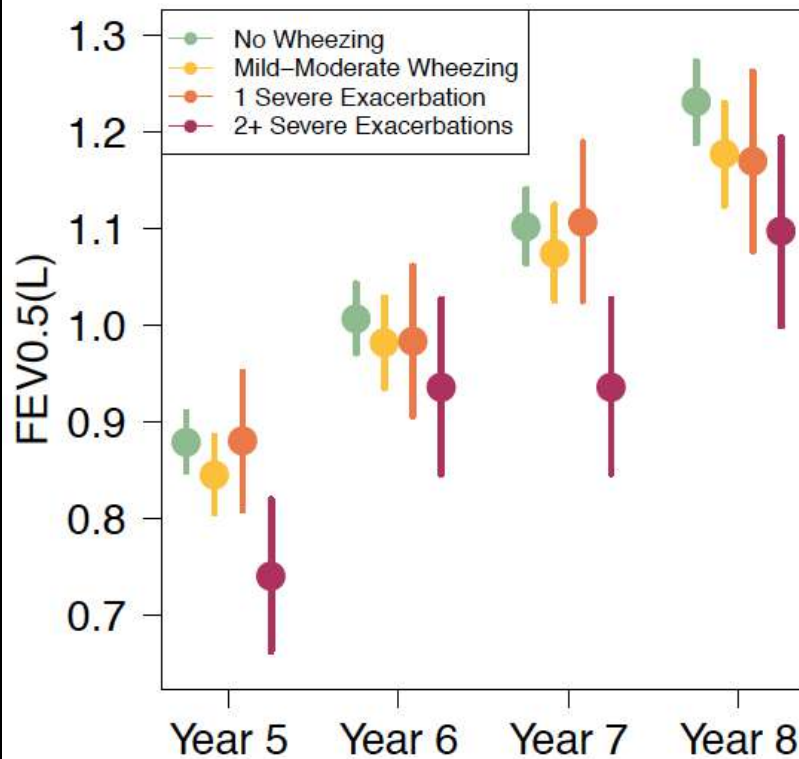 No Wheezing
Mild–Moderate Wheezing
1 Severe Exacerbation
2+ Severe Exacerbations
FEV0.5(L)
1.3
1.2
1.1
1.0
0.9
0.8
0.7
Year 5
Year 6
Year 7
Year 8